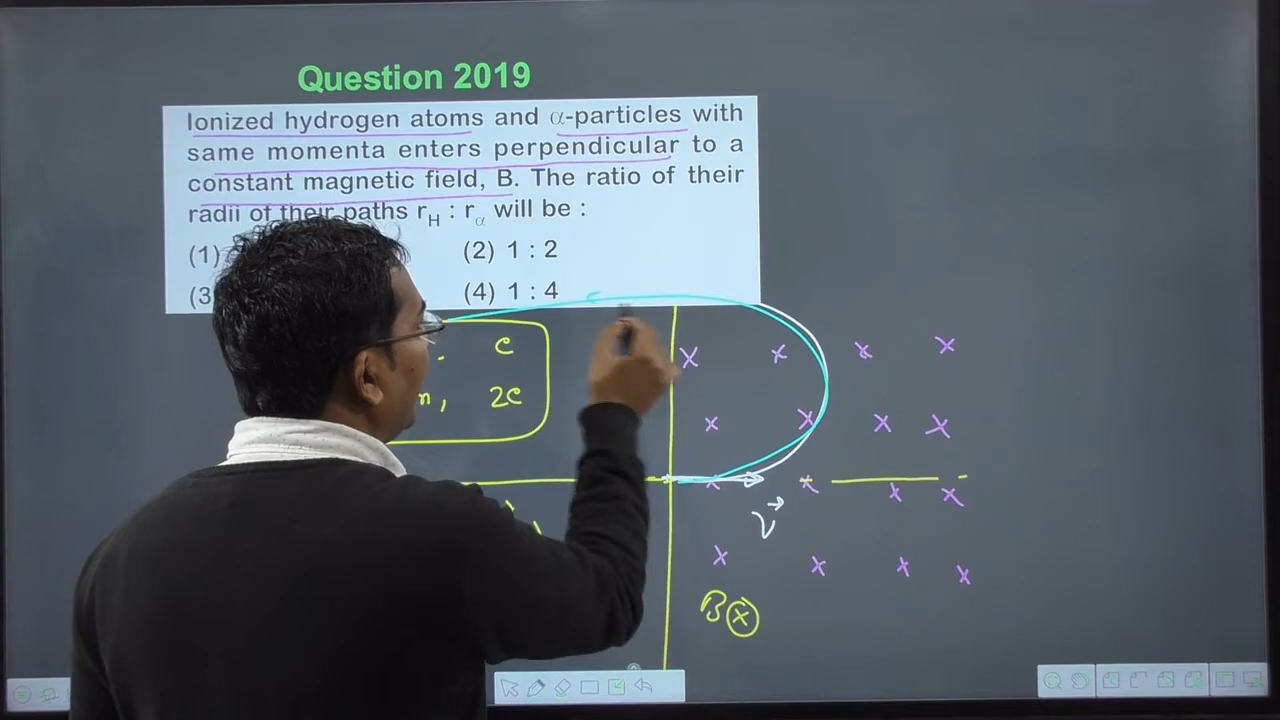 Question 2019
Ionized hydrogen atoms and α-particles with
same momenta enters perpendicular to a
constant magnetic field, B. The ratio of their
radii of their paths rH : rα will be :
(1)
(2) 1 : 2
(3
(4) 1 : 4
e
2e
v
B